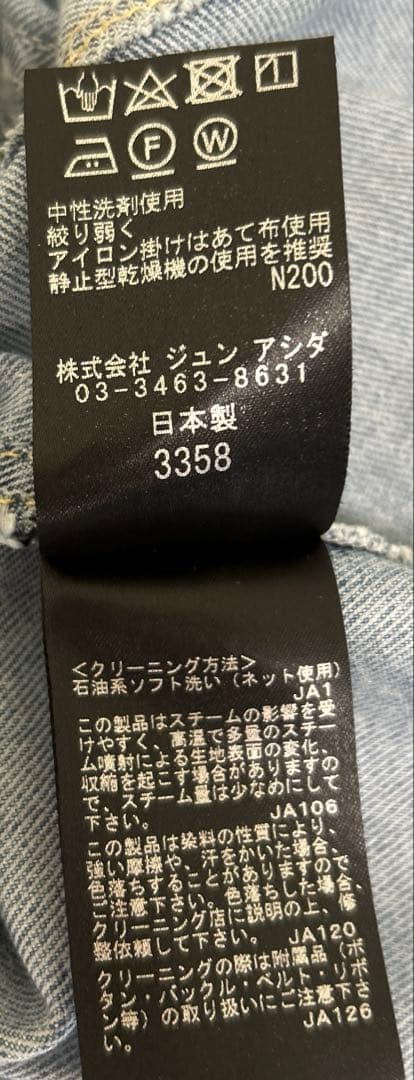 F W
中性洗剤使用
絞り弱く
アイロン掛けはあて布使用
静止型乾燥機の使用を推奨
N200
株式会社 ジュン アシダ
03-3463-8631
日本製
3358
<クリーニング方法>
石油系ソフト洗い(ネット使用)
JA1
この製品はスチームの影響を受
けやすく、高温で多量のスチー
ム噴射による生地表面の変化、
収縮を起こす場合がありますの
で、スチーム量は少なめにして
下さい。 JA106
この製品は染料の性質により、
強い摩擦や、汗をかいた場合、
色落ちすることがありますので
ご注意下さい。色落ちした場合、
クリーニング店に説明の上、修
整依頼して下さい。 JA120
クリーニングの際は附属品(ボ
タン・バックル・ベルト・リボ
ン等)の取り扱いにご注意下さ
い。 JA126